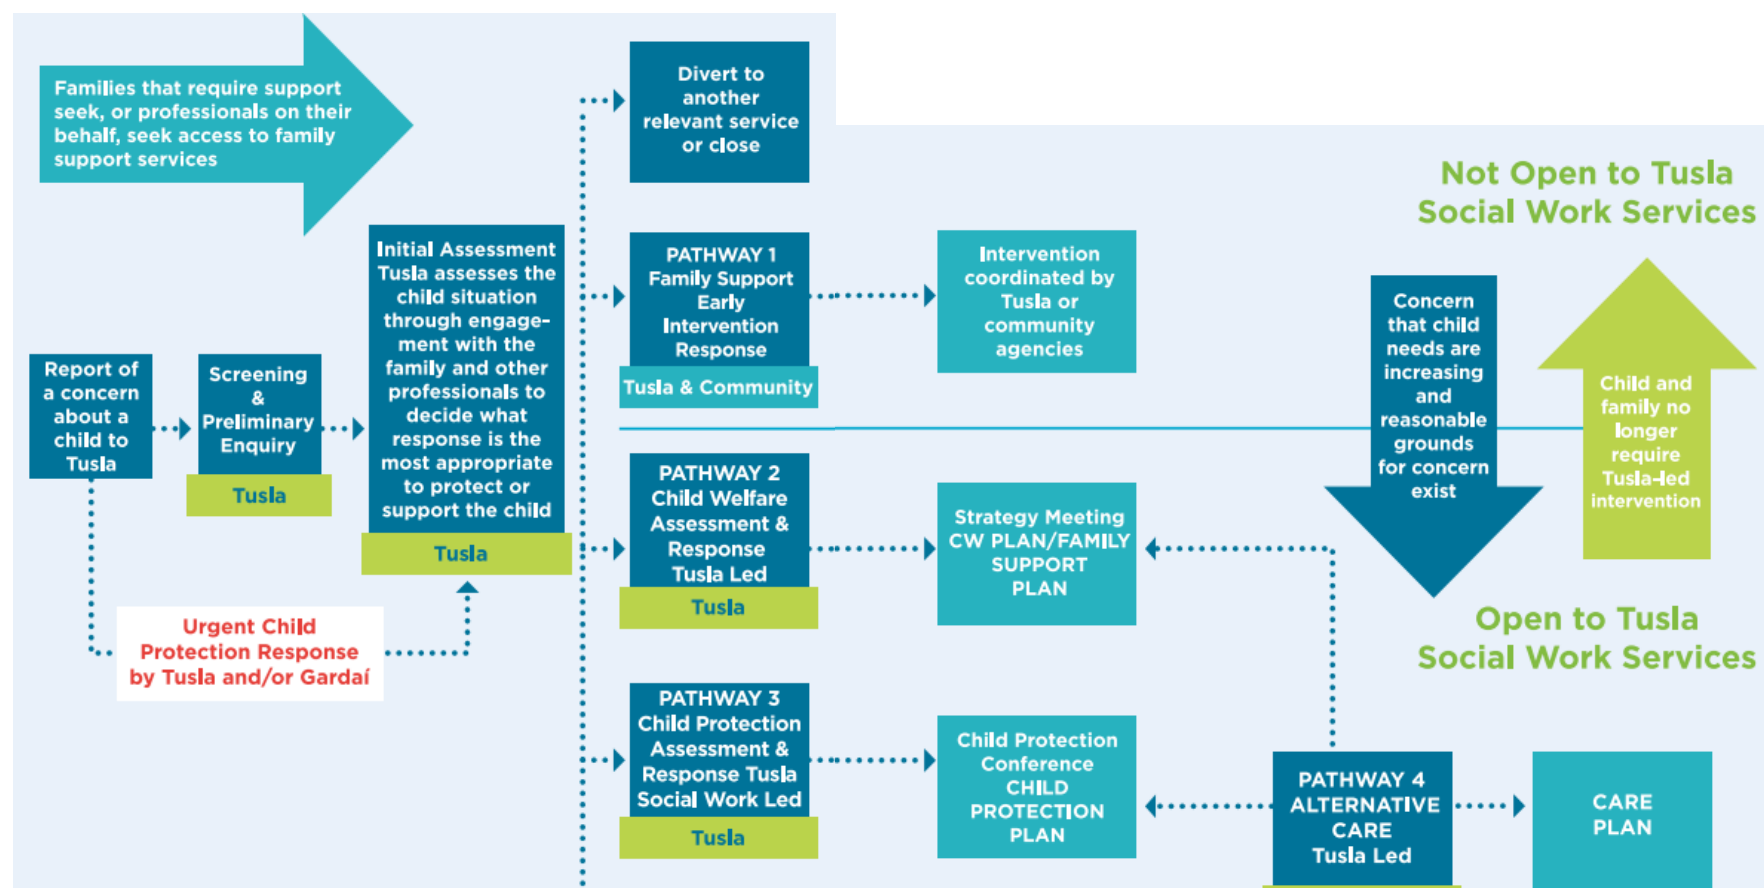 Families that require support
seek, or professionals on their
behalf, seek access to family
support services
Report of
a concern
about a
child to
Tusla
Screening
&
Preliminary
Enquiry
Tusla
Initial Assessment
Tusla assesses the
child situation
through engage-
ment with the
family and other
professionals to
decide what
response is the
most appropriate
to protect or
support the child
Tusla
Urgent Child
Protection Response
by Tusla and/or Gardaí
Divert to
another
relevant service
or close
PATHWAY 1
Family Support
Early
Intervention
Response
Tusla & Community
Intervention
coordinated by
Tusla or
community
agencies
PATHWAY 2
Child Welfare
Assessment &
Response
Tusla Led
Tusla
Strategy Meeting
CW PLAN/FAMILY
SUPPORT
PLAN
PATHWAY 3
Child Protection
Assessment &
Response Tusla
Social Work Led
Tusla
Child Protection
Conference
CHILD
PROTECTION
PLAN
PATHWAY 4
ALTERNATIVE
CARE
Tusla Led
CARE
PLAN
Not Open to Tusla
Social Work Services
Concern
that child
needs are
increasing
and
reasonable
grounds
for concern
exist
Child and
family no
longer
require
Tusla-led
intervention
Open to Tusla
Social Work Services